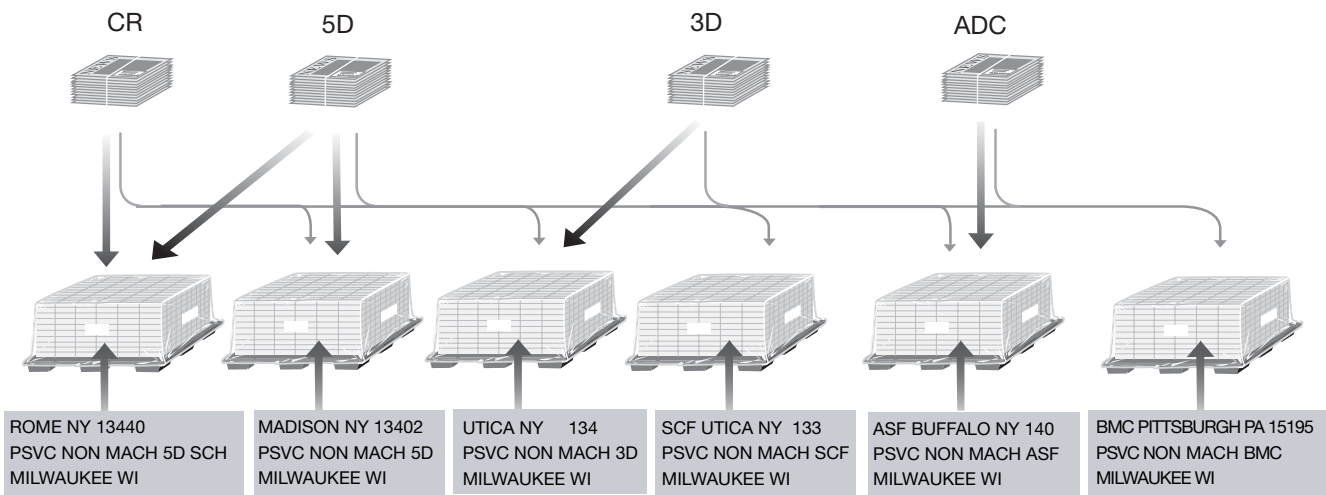 CR
5D
3D
ADC
ROME NY 13440
PSVC NON MACH 5D SCH
MILWAUKEE WI
MADISON NY 13402
PSVC NON MACH 5D
MILWAUKEE WI
UTICA NY 134
PSVC NON MACH 3D
MILWAUKEE WI
SCF UTICA NY 133
PSVC NON MACH SCF
MILWAUKEE WI
ASF BUFFALO NY 140
PSVC NON MACH ASF
MILWAUKEE WI
BMC PITTSBURGH PA 15195
PSVC NON MACH BMC
MILWAUKEE WI